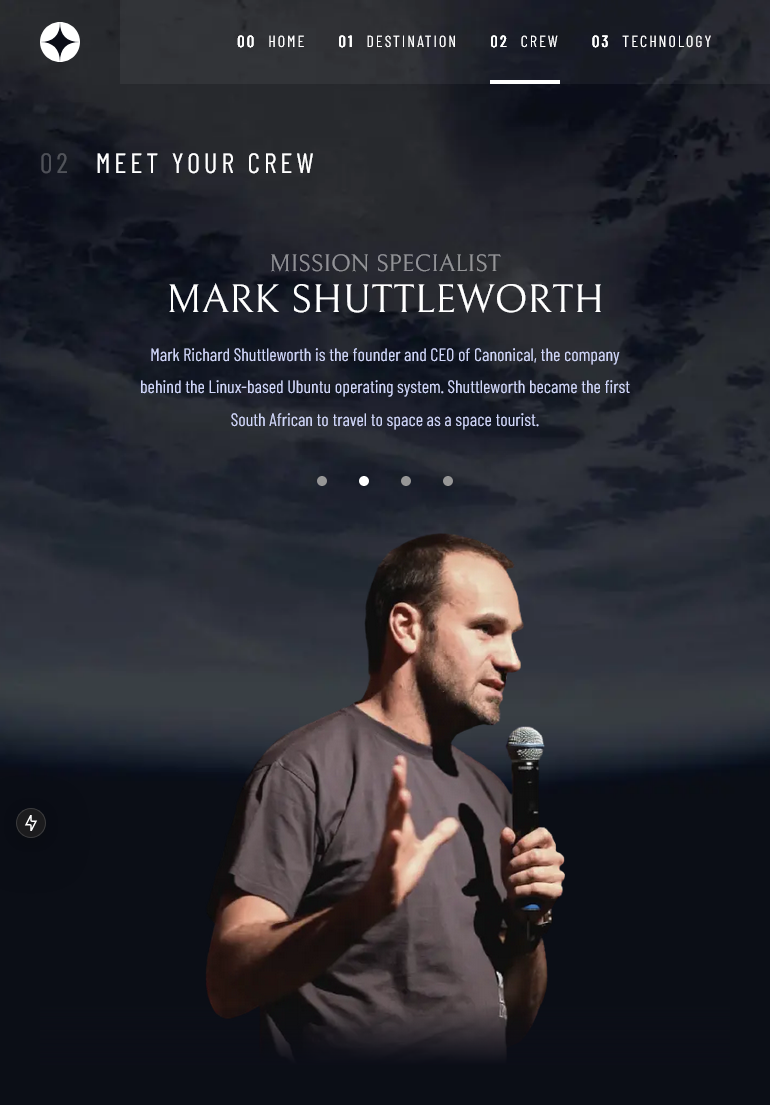 00 HOME 01 DESTINATION 02 CREW 03 TECHNOLOGY
02 MEET YOUR CREW
MISSION SPECIALIST
MARK SHUTTLEWORTH
Mark Richard Shuttleworth is the founder and CEO of Canonical, the company
behind the Linux-based Ubuntu operating system. Shuttleworth became the first
South African to travel to space as a space tourist.